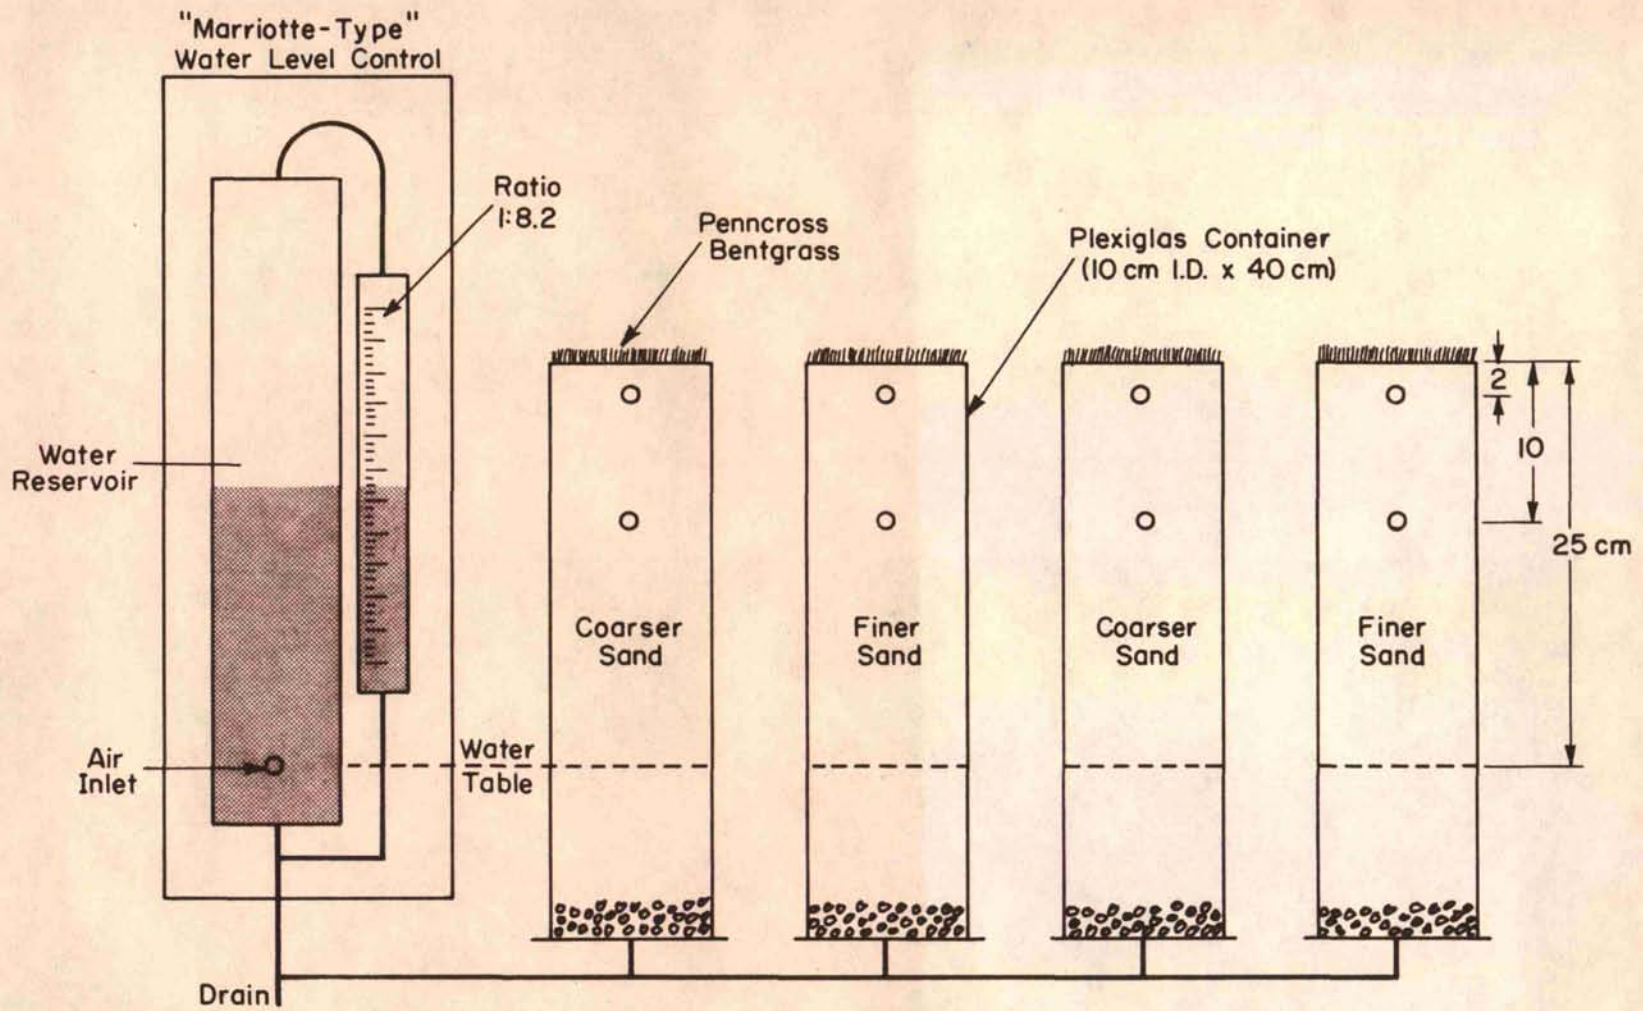 "Marriotte-Type"
Water Level Control
Ratio
1:8.2
Penncross
Bentgrass
Plexiglas Container
(10 cm I.D. x 40 cm)
2
10
25 cm
Water
Reservoir
Coarser
Sand
Finer
Sand
Coarser
Sand
Finer
Sand
Air
Inlet
Water
Table
Drain